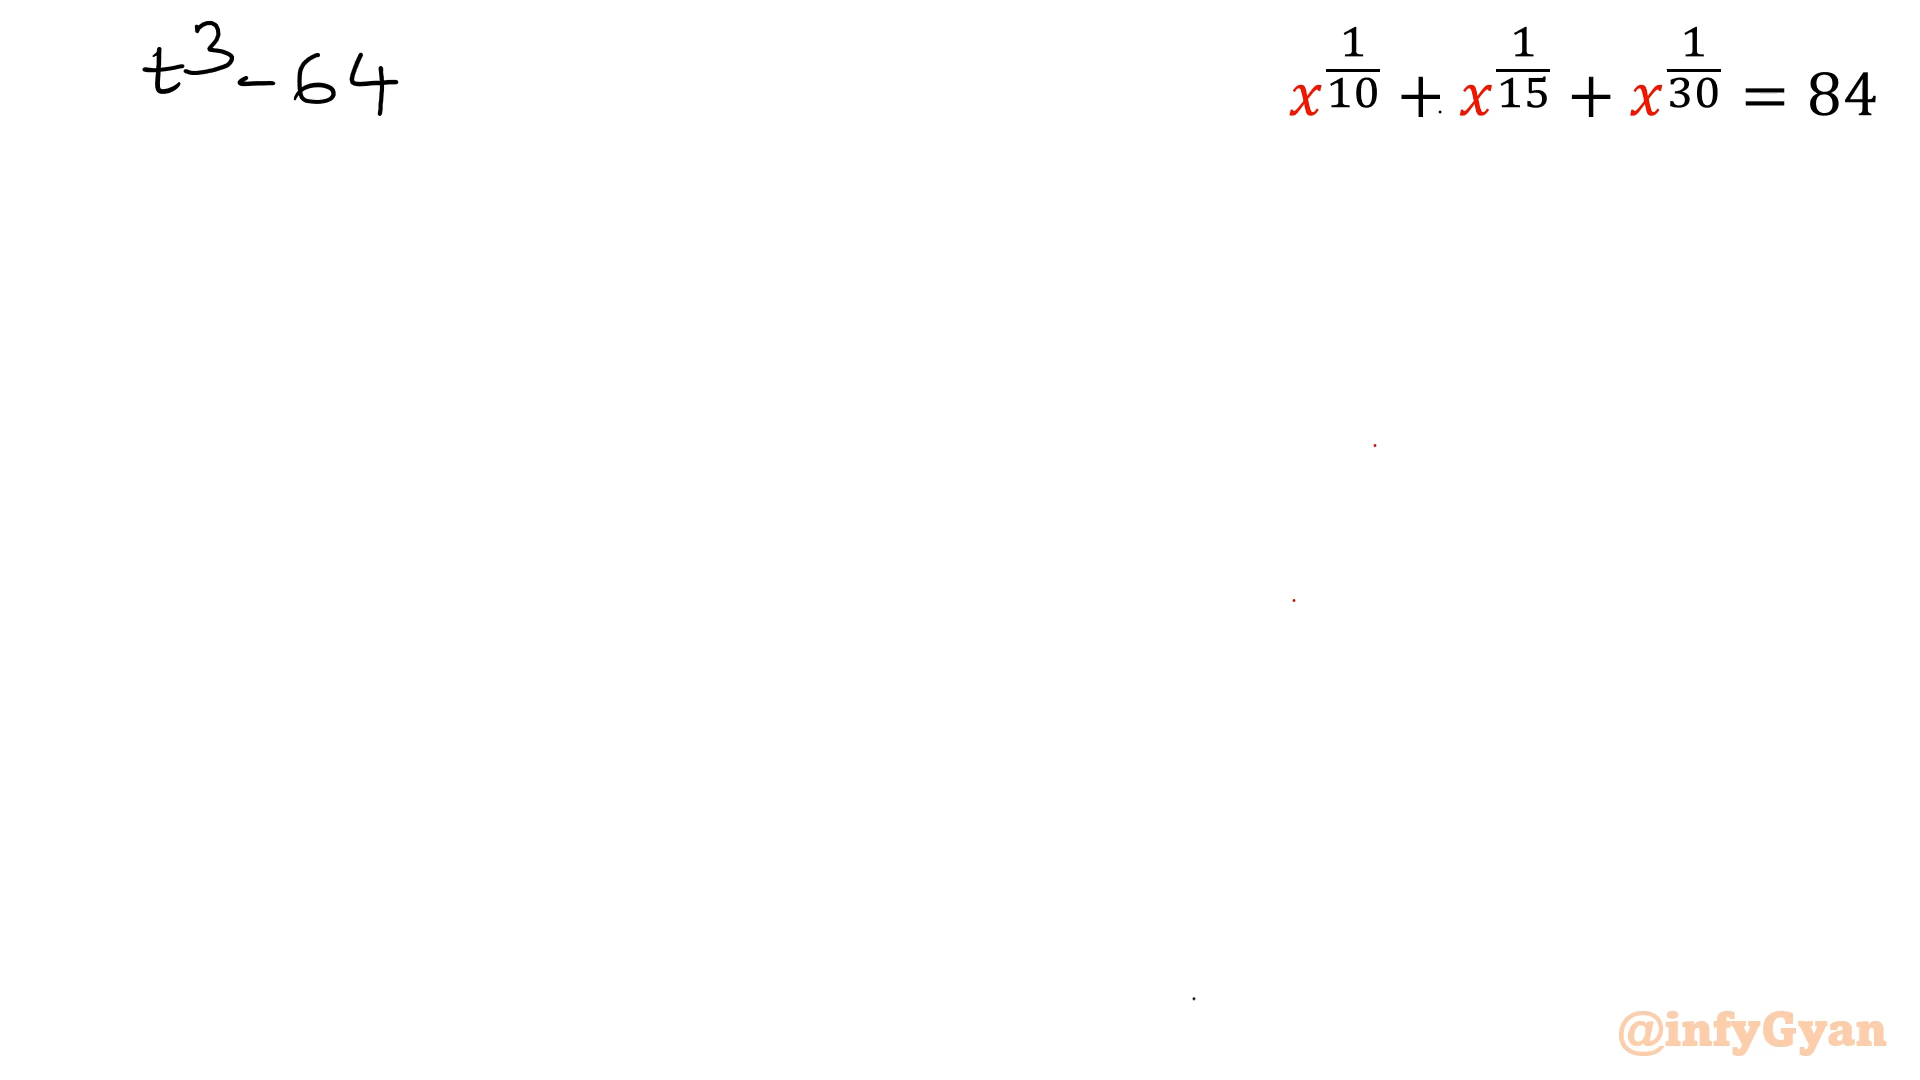 t³-64
x^{1/10} + x^{1/15} + x^{1/30} = 84
@infyGyan